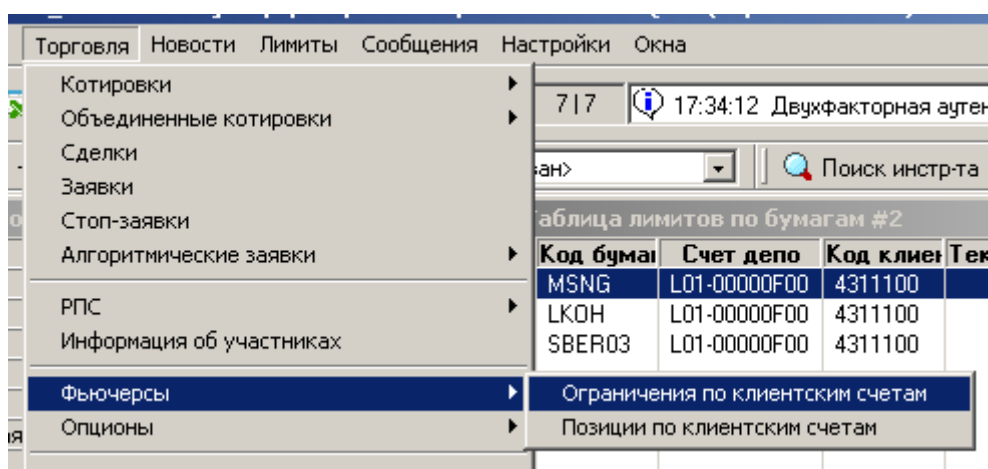 Торговля Новости Лимиты Сообщения Настройки Окна
Котировки
7|7 17:34:12 Двухфакторная аутен
Объединенные котировки
Сделки
ан> Поиск инстр-та
Заявки
Стоп-заявки
аблица лимитов по бумагам #2
Алгоритмические заявки
Код бумаг Счет депо Код клиен Тек
MSNG L01-00000F00 4311100
РПС
LKOH L01-00000F00 4311100
Информация об участниках
SBER03 L01-00000F00 4311100
Фьючерсы
Ограничения по клиентским счетам
Опционы
Позиции по клиентским счетам